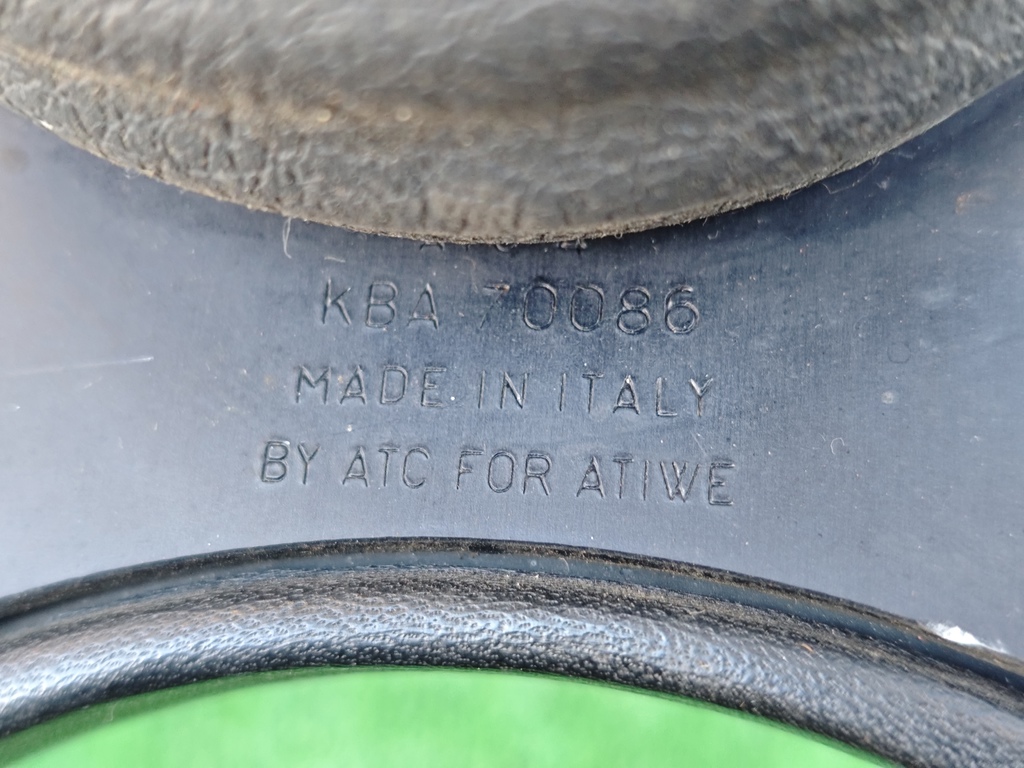 KBA 70086
MADE IN ITALY
BY ATC FOR ATIWE